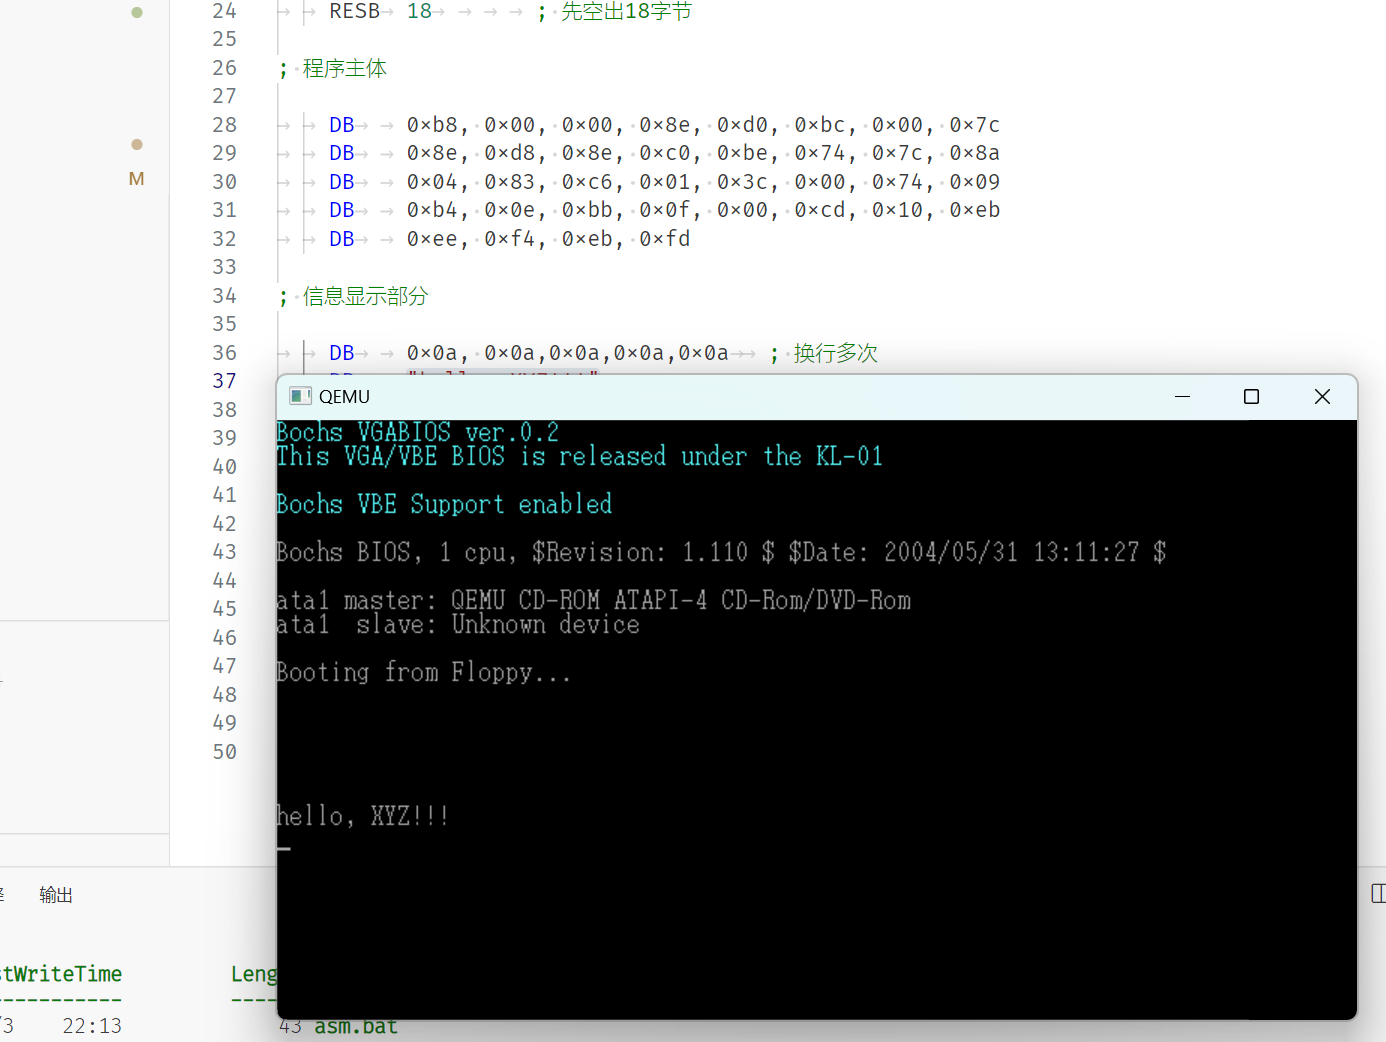 24 RESB 18 ; 先空出18字节
25
26 ; 程序主体
27
28 DB 0xb8, 0x00, 0x00, 0x8e, 0xd0, 0xbc, 0x00, 0x7c
29 DB 0x8e, 0xd8, 0x8e, 0xc0, 0xbe, 0x74, 0x7c, 0x8a
M
30 DB 0x04, 0x83, 0xc6, 0x01, 0x3c, 0x00, 0x74, 0x09
31 DB 0xb4, 0x0e, 0xbb, 0x0f, 0x00, 0xcd, 0x10, 0xeb
32 DB 0xee, 0xf4, 0xeb, 0xfd
33
34 ; 信息显示部分
35
36 DB 0x0a, 0x0a,0x0a,0x0a,0x0a ; 换行多次
37
38
39
40
41
42
43
44
45
46
47
48
49
50
QEMU
Bochs VGABIOS ver.0.2
This VGA/VBE BIOS is released under the KL-01
Bochs VBE Support enabled
Bochs BIOS, 1 cpu, $Revision: 1.110 $ $Date: 2004/05/31 13:11:27 $
ata1 master: QEMU CD-ROM ATAPI-4 CD-Rom/DVD-Rom
ata1  slave: Unknown device
Booting from Floppy...
hello, XYZ!!!
输出
tWriteTime Leng
----------- ----
/3 22:13 43 asm.bat